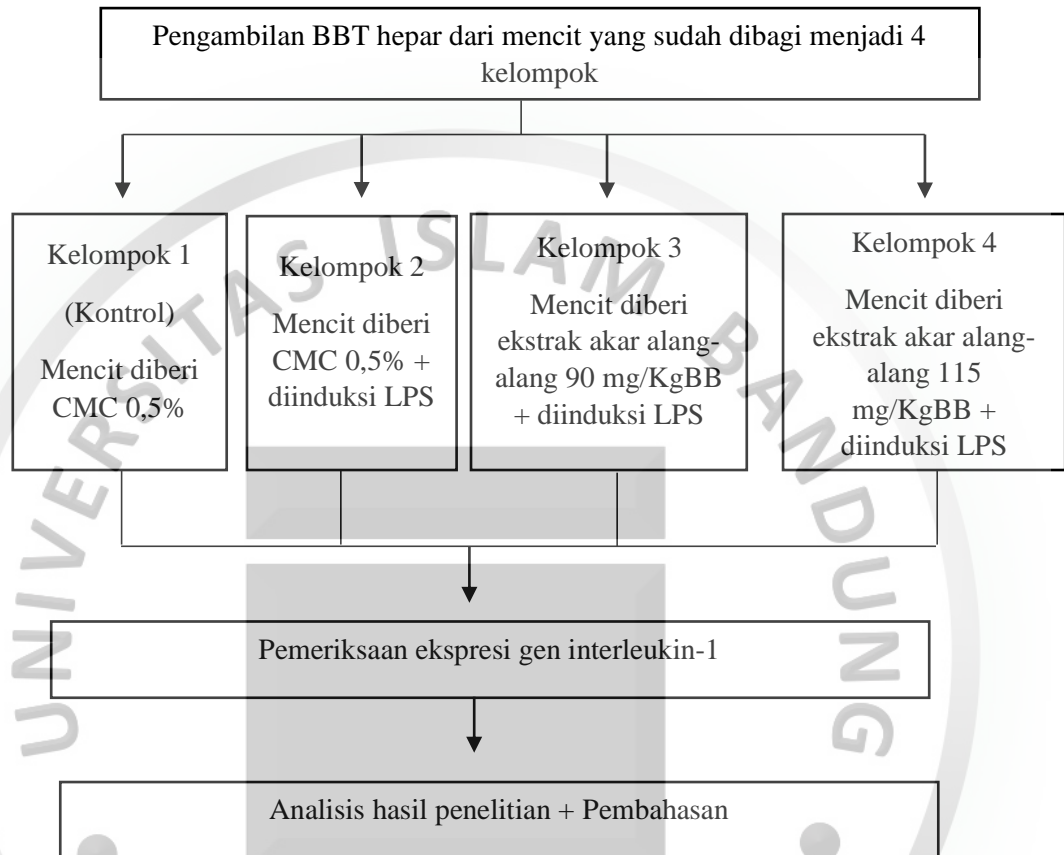 Pengambilan BBT hepar dari mencit yang sudah dibagi menjadi 4
kelompok
Kelompok 1
(Kontrol)
Mencit diberi
CMC 0,5%
Kelompok 2
Mencit diberi
CMC 0,5% +
diinduksi LPS
Kelompok 3
Mencit diberi
ekstrak akar alang-
alang 90 mg/KgBB
+ diinduksi LPS
Kelompok 4
Mencit diberi
ekstrak akar alang-
alang 115
mg/KgBB +
diinduksi LPS
Pemeriksaan ekspresi gen interleukin-1
Analisis hasil penelitian + Pembahasan
UNIVERSITAS ISLAM BANDUNG